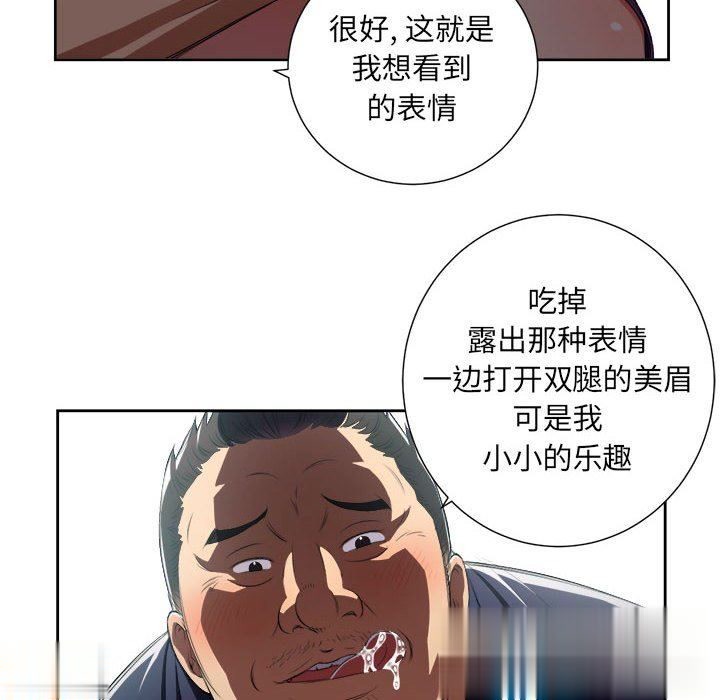 很好, 这就是
我想看到
的表情
吃掉
露出那种表情
一边打开双腿的美眉
可是我
小小的乐趣